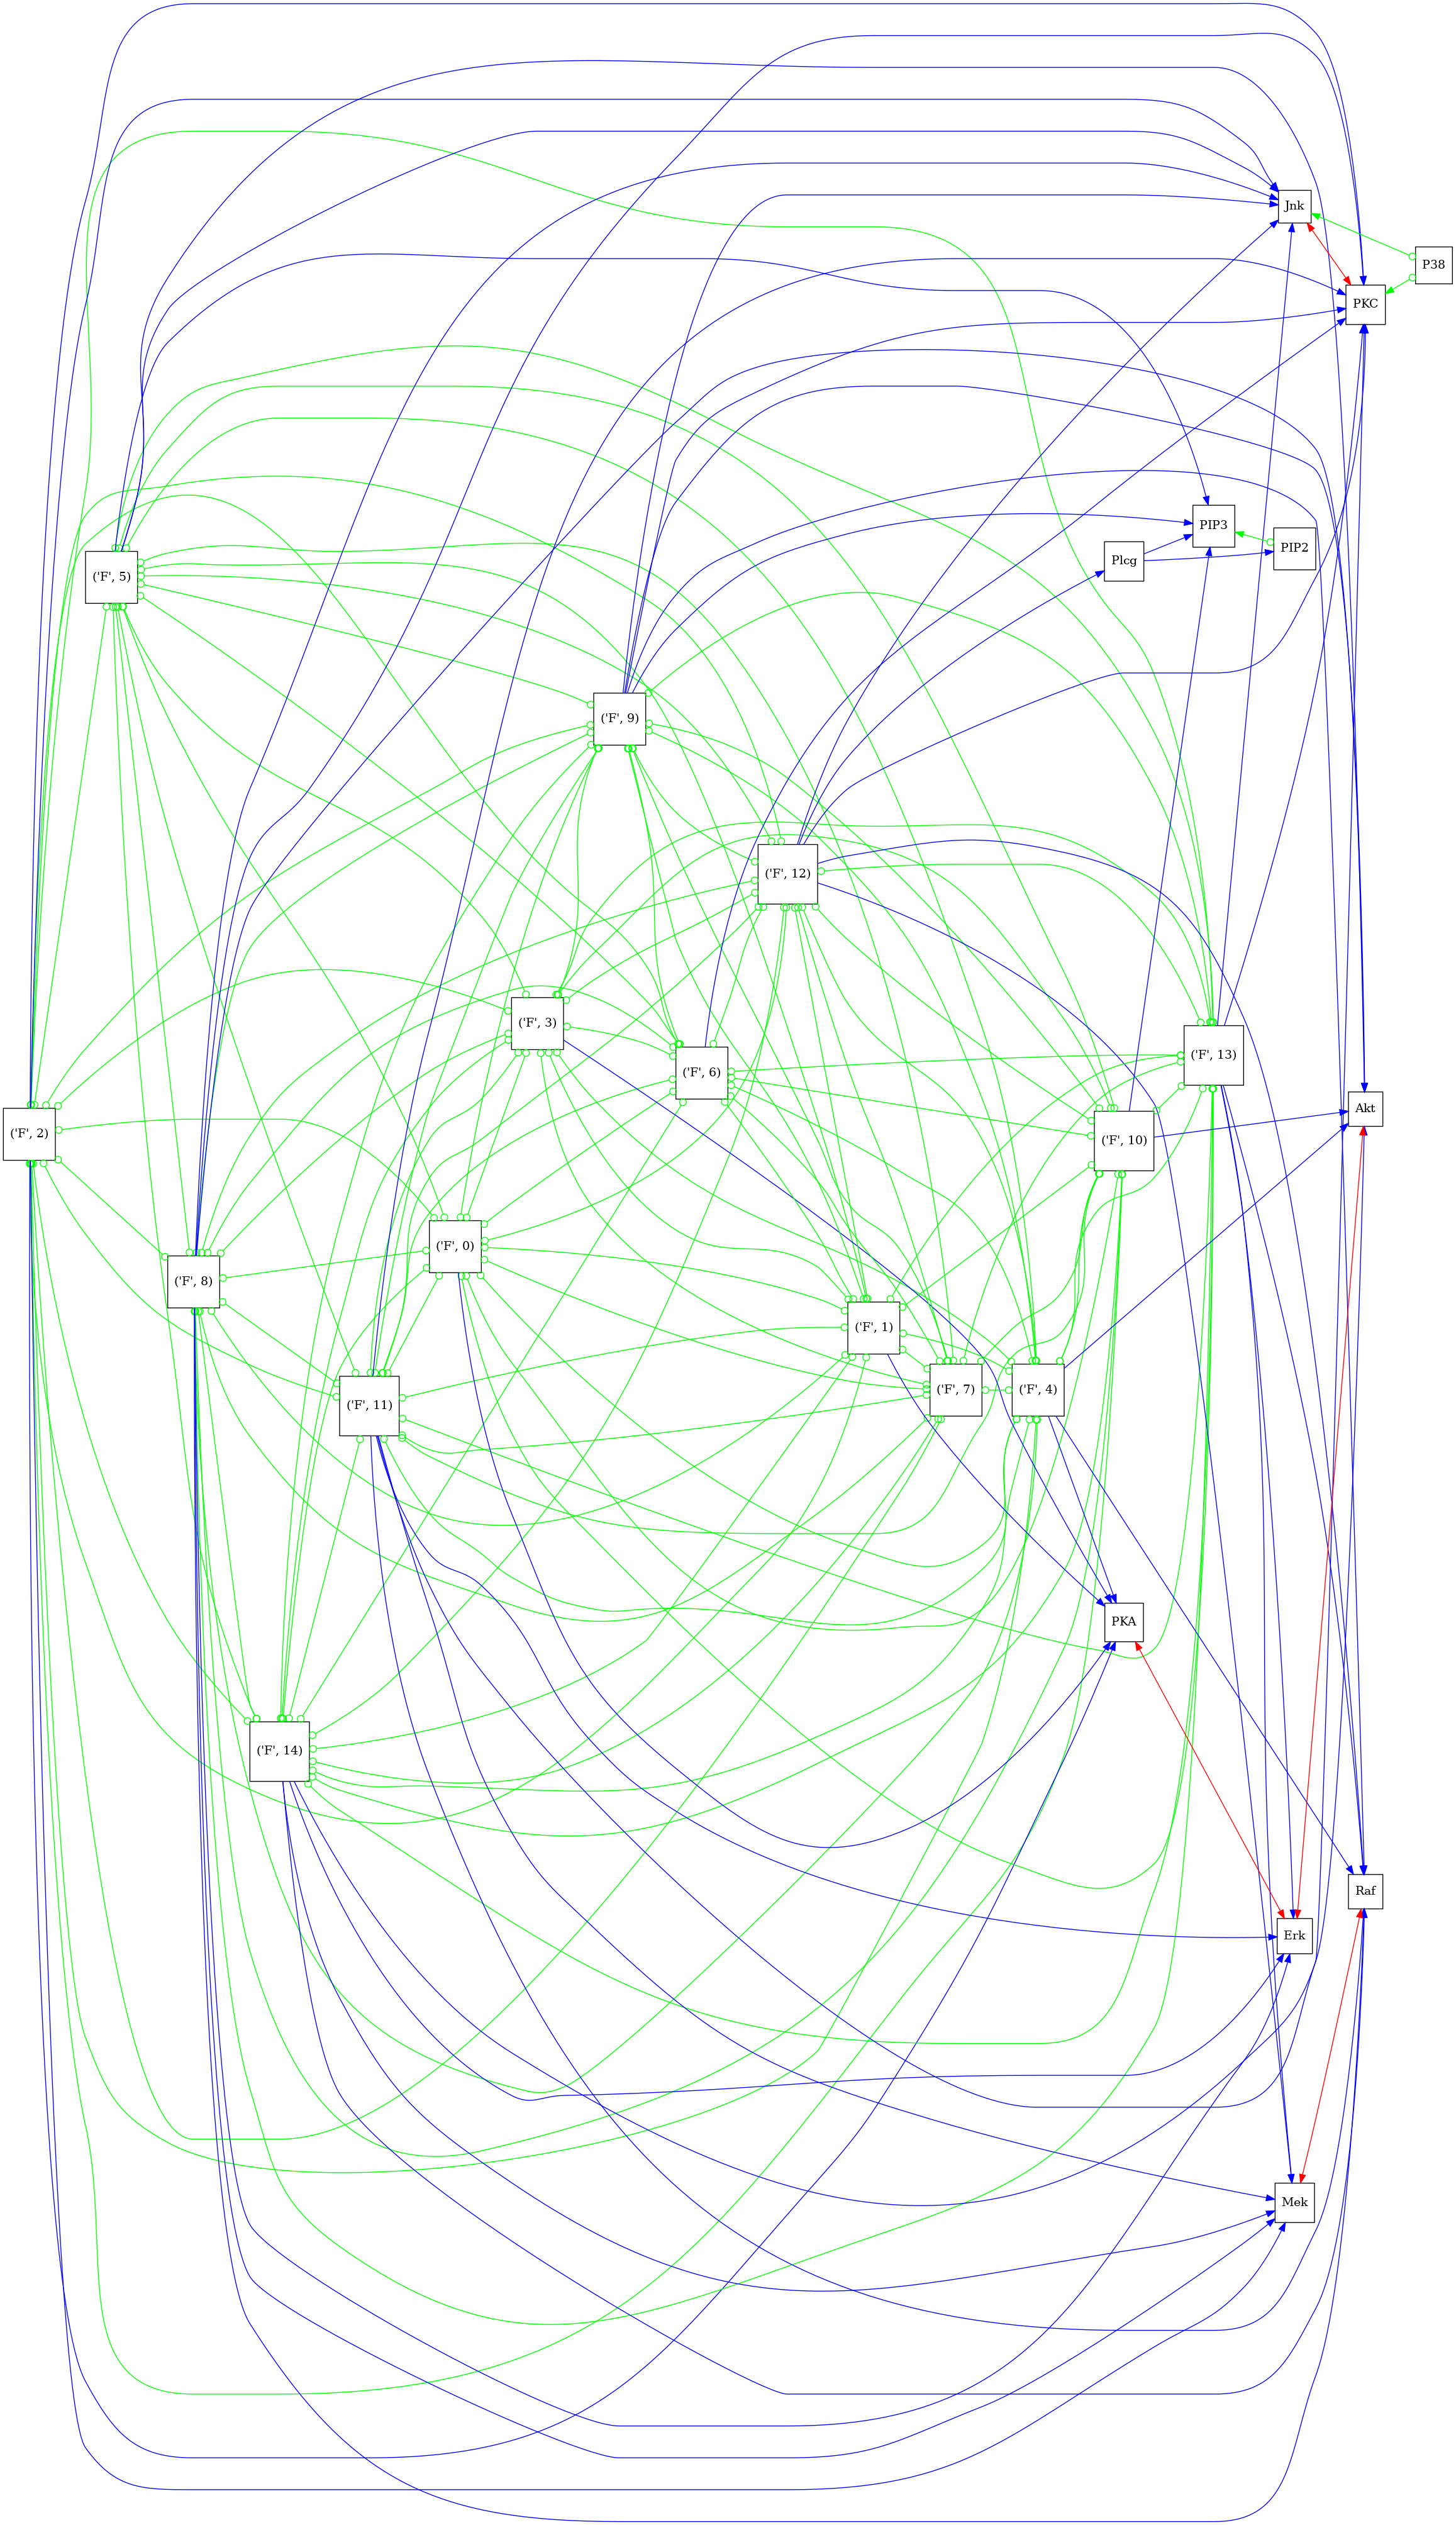 Jnk
P38
PKC
PIP3
PIP2
Plcg
('F', 5)
('F', 9)
('F', 12)
('F', 3)
('F', 13)
('F', 6)
Akt
('F', 2)
('F', 10)
('F', 0)
('F', 8)
('F', 1)
('F', 7)
('F', 4)
('F', 11)
PKA
('F', 14)
Raf
Erk
Mek